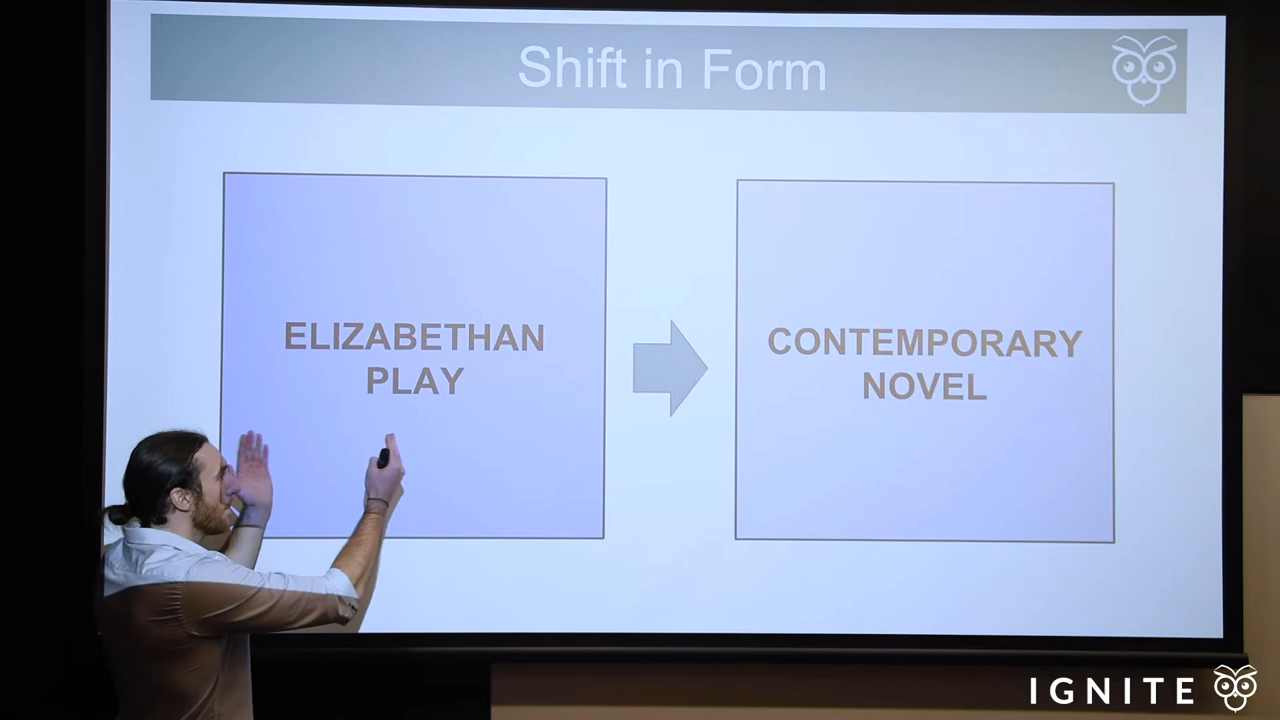 Shift in Form
ELIZABETHAN
PLAY
CONTEMPORARY
NOVEL
IGNITE